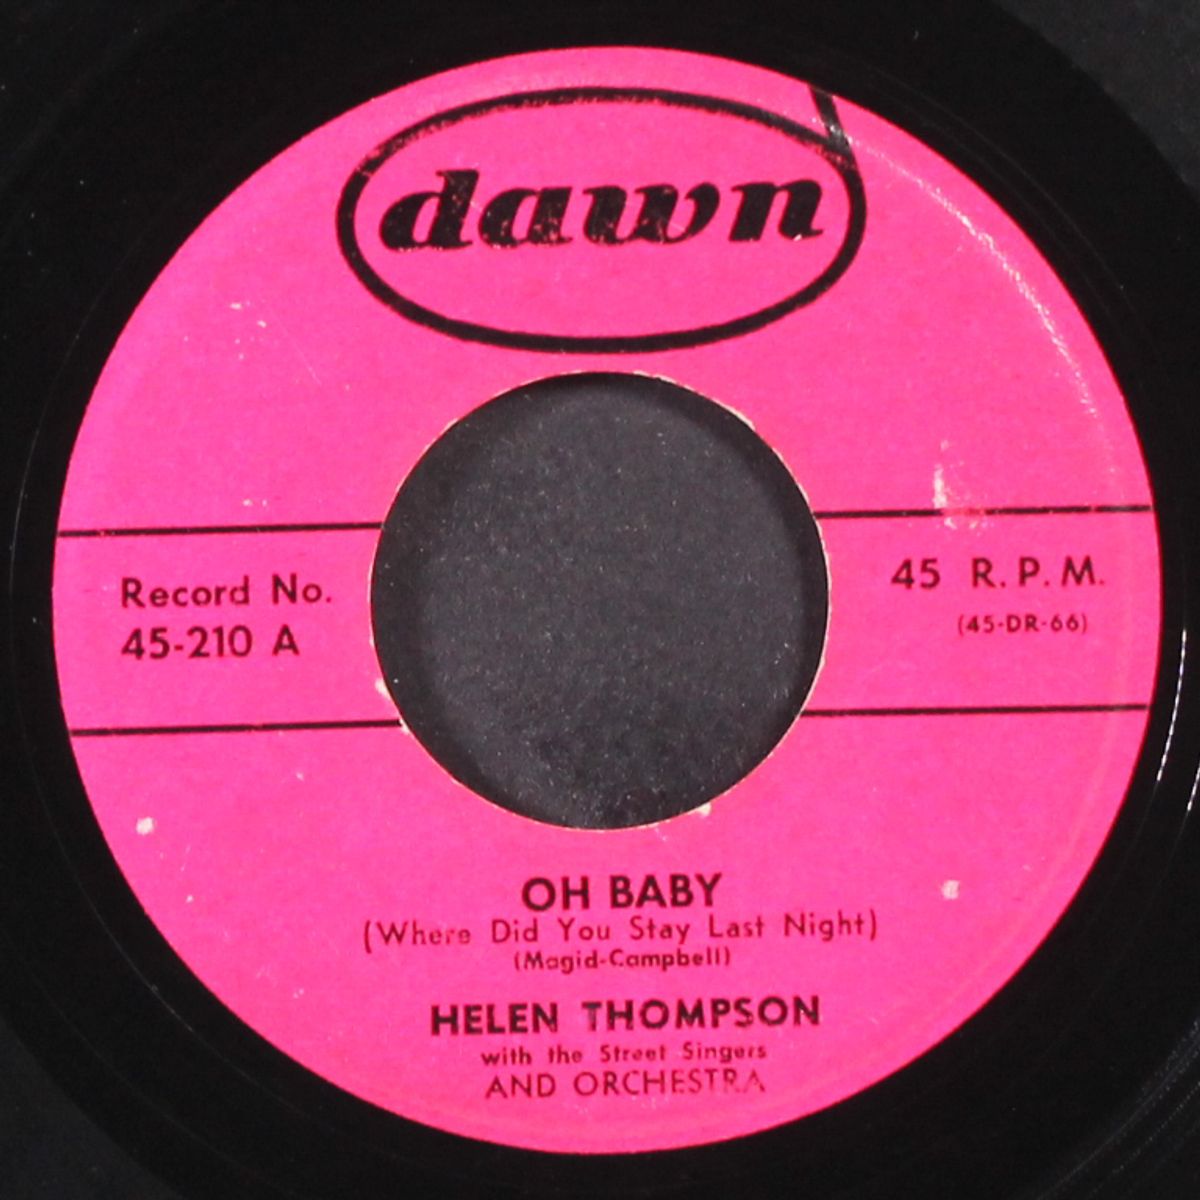 dawn
Record No.
45-210 A
45 R.P.M.
(45-DR-66)
OH BABY
(Where Did You Stay Last Night)
(Magid-Campbell)
HELEN THOMPSON
with the Street Singers
AND ORCHESTRA